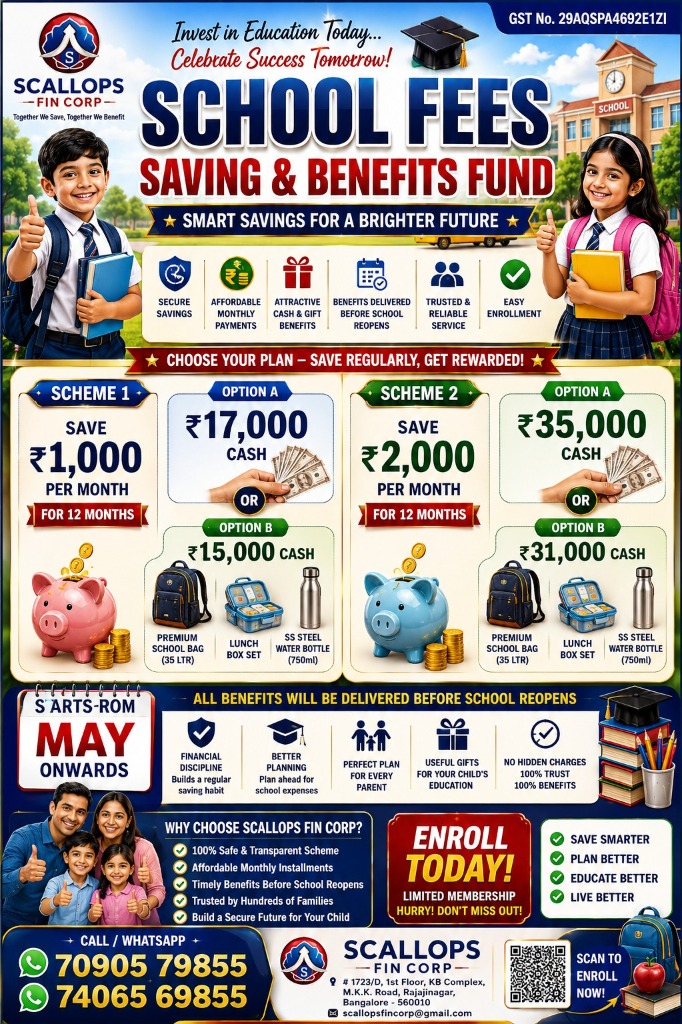 GST No. 29AQSPA4692E1ZI
S
SCALLOPS
FIN CORP
Together We Save, Together We Benefit
Invest in Education Today...
Celebrate Success Tomorrow!
SCHOOL
SCHOOL FEES
SAVING & BENEFITS FUND
SMART SAVINGS FOR A BRIGHTER FUTURE
SECURE
SAVINGS
AFFORDABLE
MONTHLY
PAYMENTS
ATTRACTIVE
CASH & GIFT
BENEFITS
BENEFITS DELIVERED
BEFORE SCHOOL
REOPENS
TRUSTED &
RELIABLE
SERVICE
EASY
ENROLLMENT
CHOOSE YOUR PLAN – SAVE REGULARLY, GET REWARDED!
SCHEME 1
SAVE
₹1,000
PER MONTH
FOR 12 MONTHS
OPTION A
₹17,000
CASH
OR
OPTION B
₹15,000 CASH
PREMIUM
SCHOOL BAG
(35 LTR)
LUNCH
BOX SET
SS STEEL
WATER BOTTLE
(750ml)
SCHEME 2
SAVE
₹2,000
PER MONTH
FOR 12 MONTHS
OPTION A
₹35,000
CASH
OR
OPTION B
₹31,000 CASH
PREMIUM
SCHOOL BAG
(35 LTR)
LUNCH
BOX SET
SS STEEL
WATER BOTTLE
(750ml)
S ARTS-ROM
MAY
ONWARDS
ALL BENEFITS WILL BE DELIVERED BEFORE SCHOOL REOPENS
FINANCIAL
DISCIPLINE
Builds a regular
saving habit
BETTER
PLANNING
Plan ahead for
school expenses
PERFECT PLAN
FOR EVERY
PARENT
USEFUL GIFTS
FOR YOUR CHILD'S
EDUCATION
NO HIDDEN CHARGES
100% TRUST
100% BENEFITS
WHY CHOOSE SCALLOPS FIN CORP?
100% Safe & Transparent Scheme
Affordable Monthly Installments
Timely Benefits Before School Reopens
Trusted by Hundreds of Families
Build a Secure Future for Your Child
ENROLL
TODAY!
LIMITED MEMBERSHIP
HURRY! DON'T MISS OUT!
SAVE SMARTER
PLAN BETTER
EDUCATE BETTER
LIVE BETTER
CALL / WHATSAPP
70905 79855
74065 69855
S
SCALLOPS
FIN CORP
# 1723/D, 1st Floor, KB Complex,
M.K.K. Road, Rajajinagar,
Bangalore - 560010
scallopsfincorp@gmail.com
SCAN TO
ENROLL
NOW!